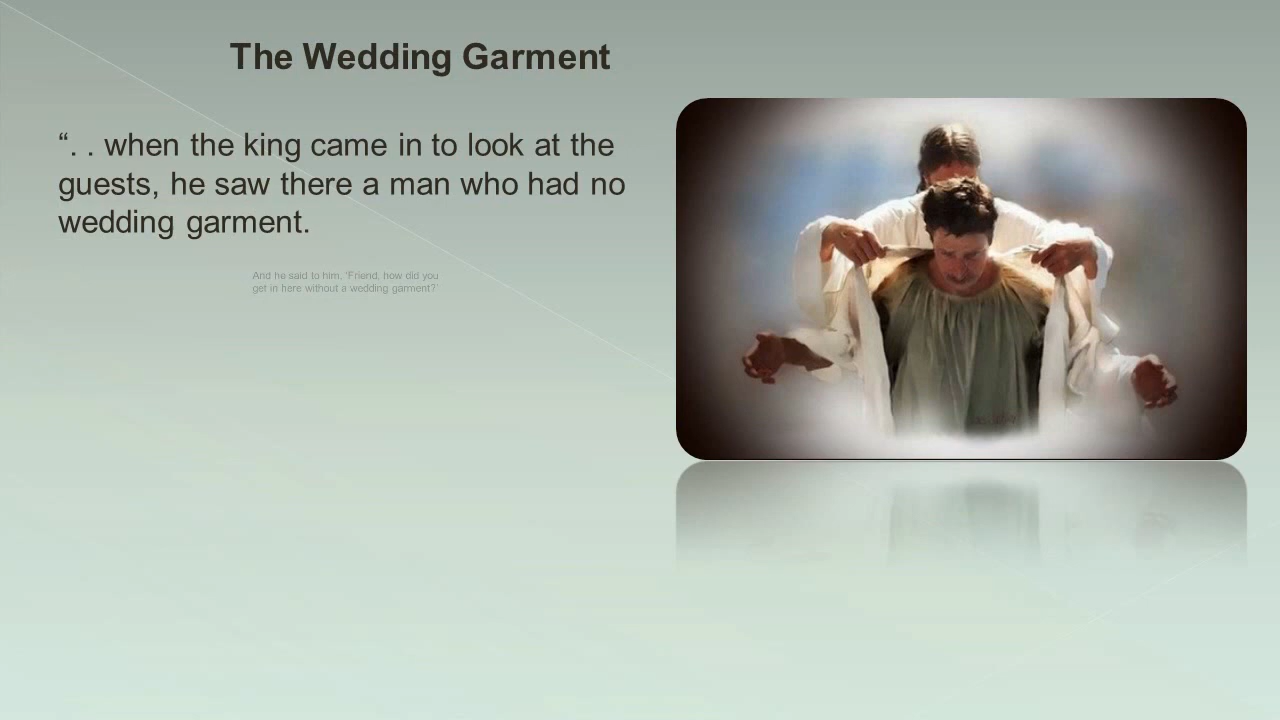 The Wedding Garment
“. . when the king came in to look at the
guests, he saw there a man who had no
wedding garment.
And he said to him, 'Friend, how did you
get in here without a wedding garment?'